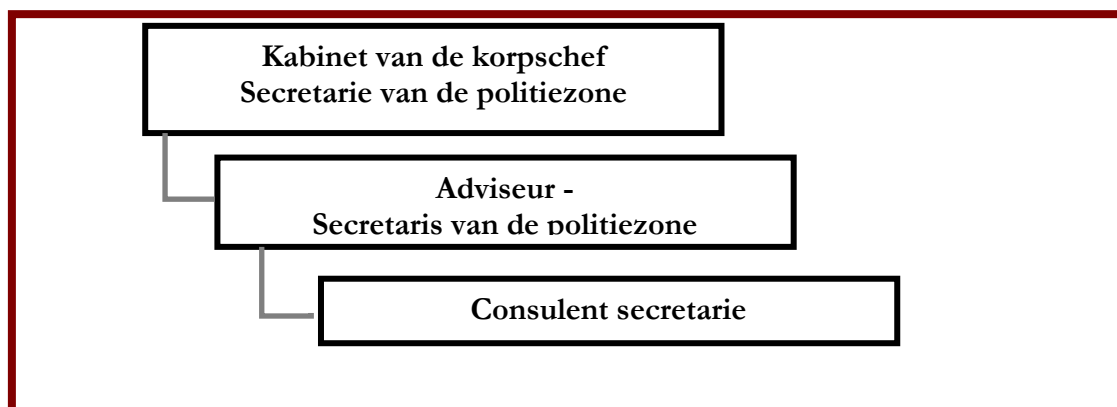 Kabinet van de korpschef
Secretarie van de politiezone
Adviseur -
Secretaris van de politiezone
Consulent secretarie